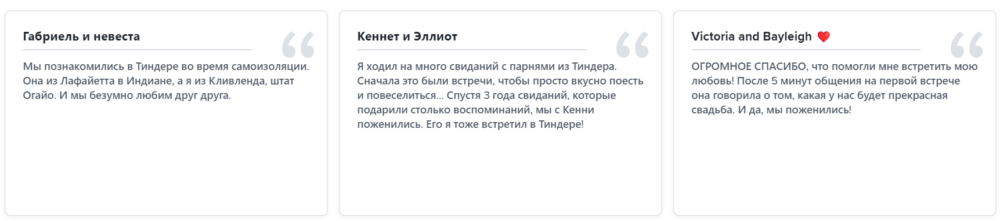 Габриель и невеста
Мы познакомились в Тиндере во время самоизоляции.
Она из Лафайетта в Индиане, а я из Кливленда, штат
Огайо. И мы безумно любим друг друга.
Кеннет и Эллиот
Я ходил на много свиданий с парнями из Тиндера.
Сначала это были встречи, чтобы просто вкусно поесть
и повеселиться... Спустя 3 года свиданий, которые
подарили столько воспоминаний, мы с Кенни
поженились. Его я тоже встретил в Тиндере!
Victoria and Bayleigh ❤️
ОГРОМНОЕ СПАСИБО, что помогли мне встретить мою
любовь! После 5 минут общения на первой встрече
она говорила о том, какая у нас будет прекрасная
свадьба. И да, мы поженились!